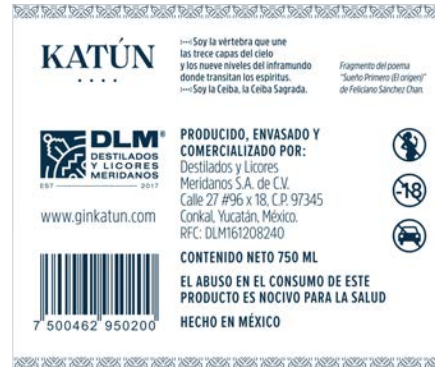 KATÚN
Soy la vértebra que une
las trece capas del cielo
y los nueve niveles del inframundo
donde transitan los espiritus.
Soy la Ceiba, la Ceiba Sagrada.
Fragmento del poema
"Sueño Primero (El origen)"
de Feliciano Sánchez Chan.
DLM®
DESTILADOS
Y LICORES
MERIDANOS
EST 2017
www.ginkatun.com
PRODUCIDO, ENVASADO Y
COMERCIALIZADO POR:
Destilados y Licores
Meridanos S.A. de C.V.
Calle 27 #96 x 18, C.P. 97345
Conkal, Yucatán, México.
RFC: DLM161208240
CONTENIDO NETO 750 ML
EL ABUSO EN EL CONSUMO DE ESTE
PRODUCTO ES NOCIVO PARA LA SALUD
HECHO EN MÉXICO
-18
7 500462 950200